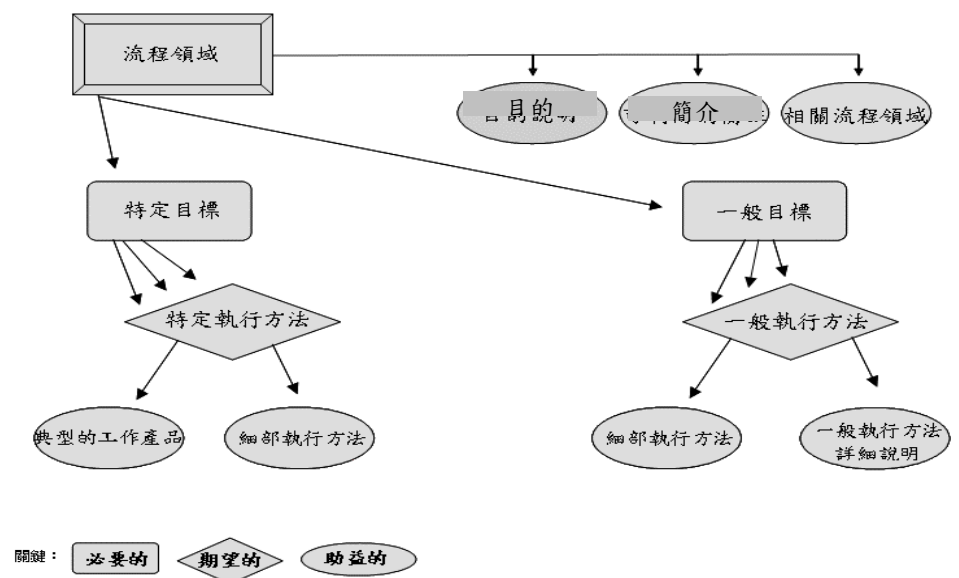 流程領域
目的
簡介
相關流程領域
特定目標
一般目標
特定執行方法
一般執行方法
典型的工作產品
細部執行方法
細部執行方法
一般執行方法
詳細說明
關鍵：
必要的
期望的
助益的